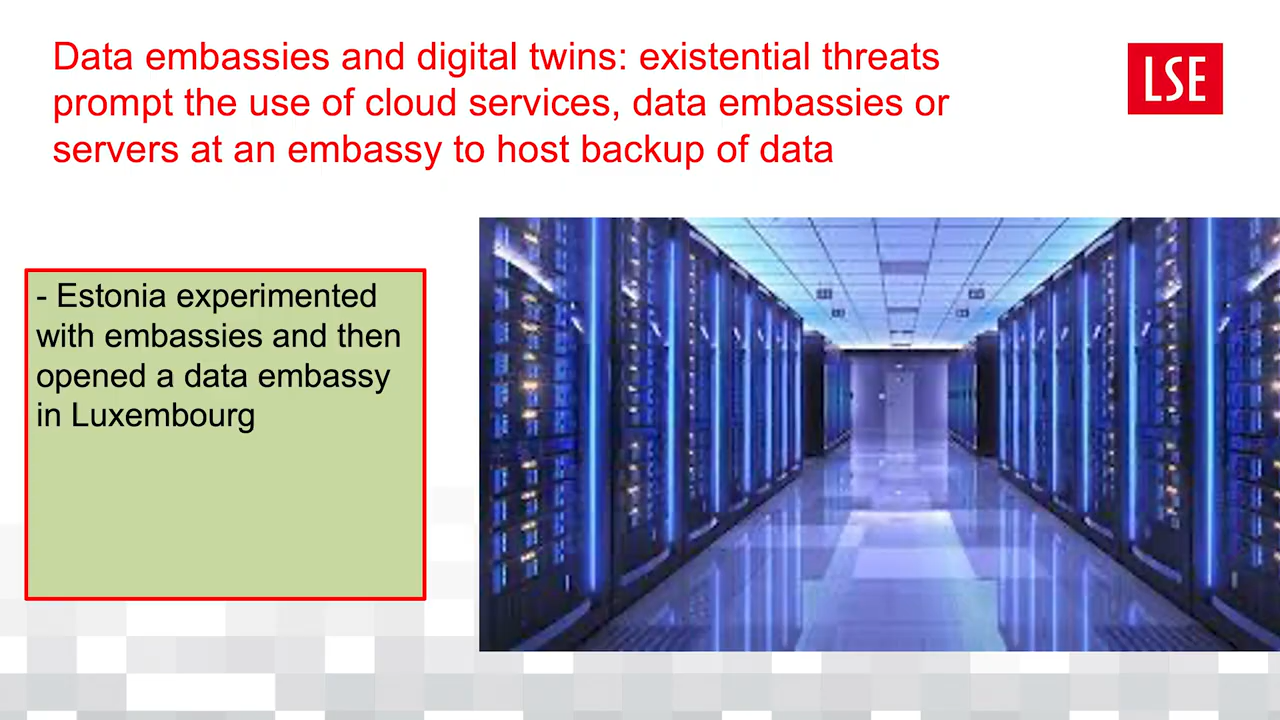 Data embassies and digital twins: existential threats
prompt the use of cloud services, data embassies or
servers at an embassy to host backup of data
LSE
- Estonia experimented
with embassies and then
opened a data embassy
in Luxembourg